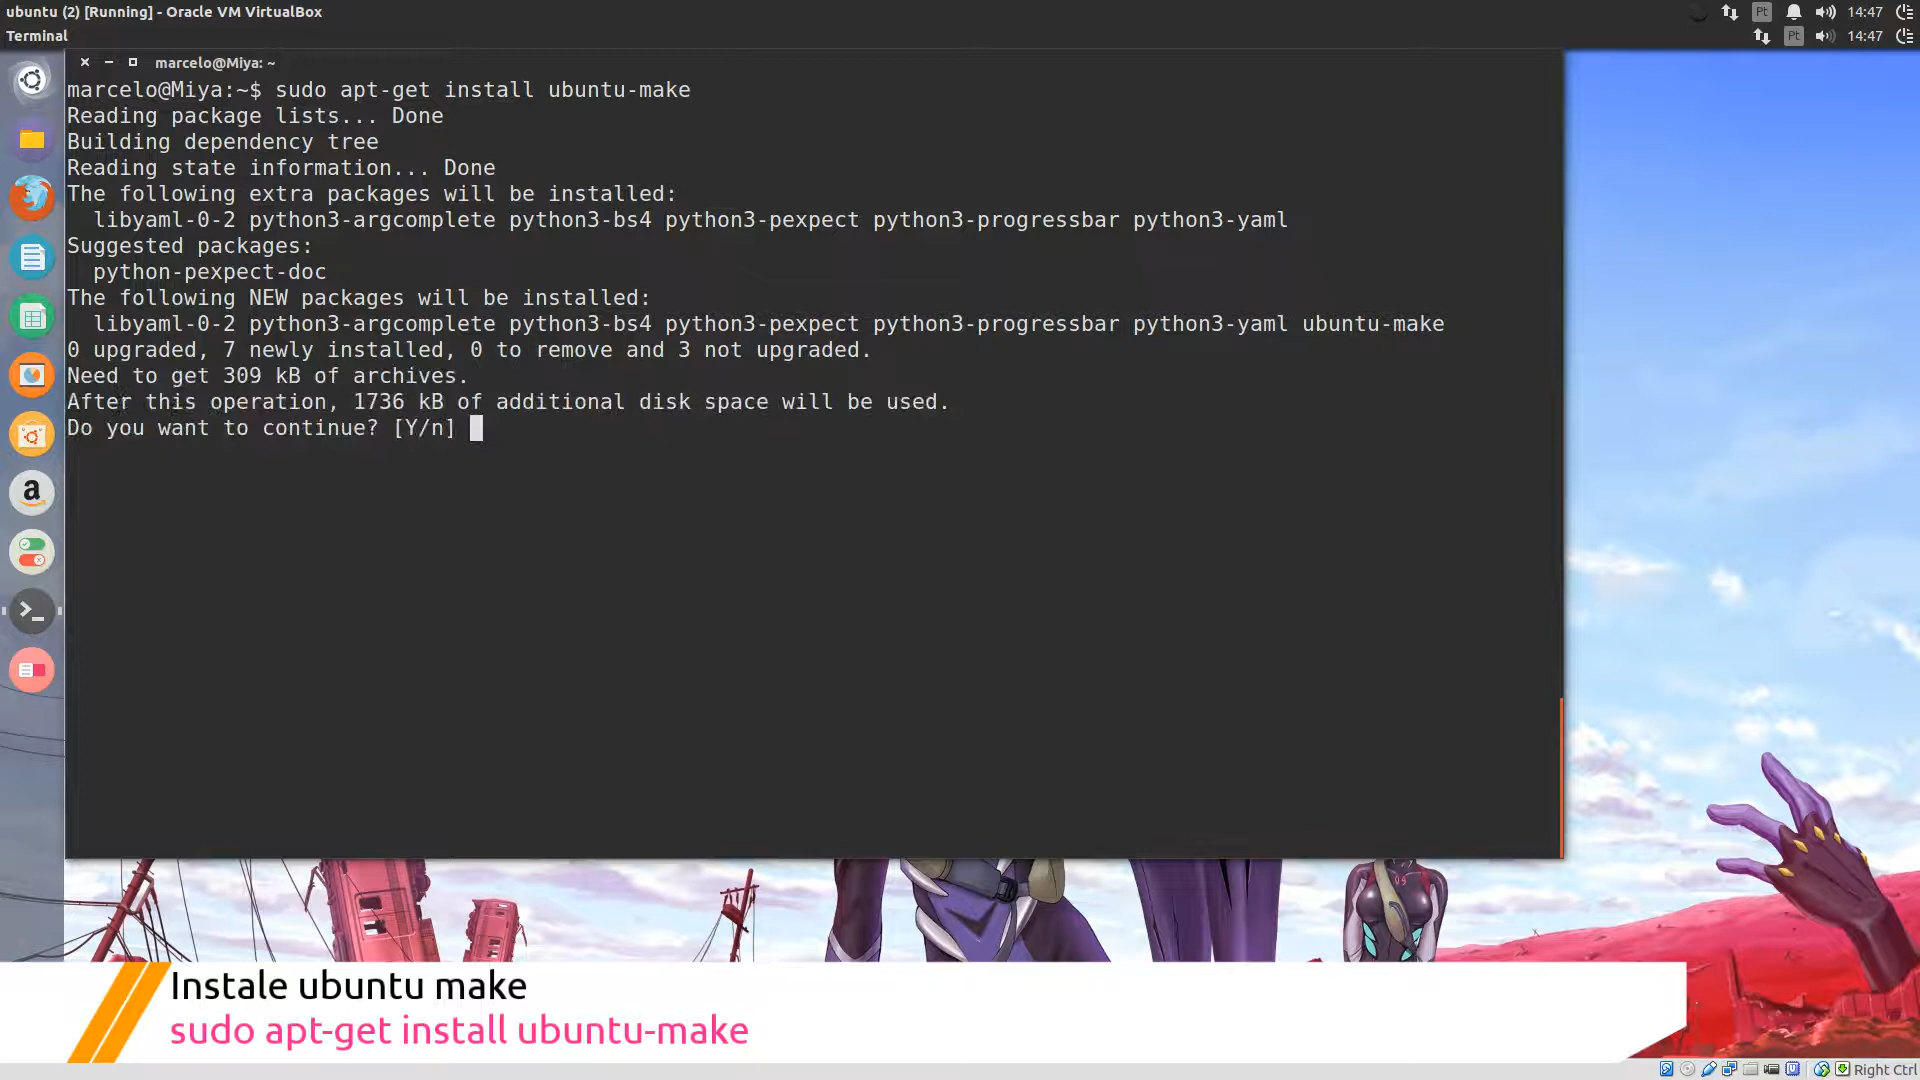 ubuntu (2) [Running] - Oracle VM VirtualBox
Pt
14:47
Terminal
Pt
14:47
marcelo@Miya: ~
marcelo@Miya:~$ sudo apt-get install ubuntu-make
Reading package lists... Done
Building dependency tree
Reading state information... Done
The following extra packages will be installed:
libyaml-0-2 python3-argcomplete python3-bs4 python3-pexpect python3-progressbar python3-yaml
Suggested packages:
python-pexpect-doc
The following NEW packages will be installed:
libyaml-0-2 python3-argcomplete python3-bs4 python3-pexpect python3-progressbar python3-yaml ubuntu-make
0 upgraded, 7 newly installed, 0 to remove and 3 not upgraded.
Need to get 309 kB of archives.
After this operation, 1736 kB of additional disk space will be used.
Do you want to continue? [Y/n]
Instale ubuntu make
sudo apt-get install ubuntu-make
Right Ctrl